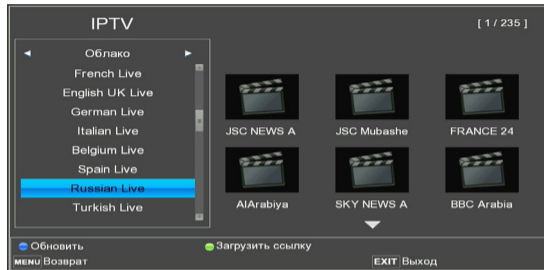 IPTV
[ 1 / 235 ]
Облако
French Live
English UK Live
German Live
Italian Live
Belgium Live
Spain Live
Russian Live
Turkish Live
JSC NEWS A
JSC Mubashe
FRANCE 24
AlArabiya
SKY NEWS A
BBC Arabia
Обновить
Загрузить ссылку
MENU Возврат
EXIT Выход